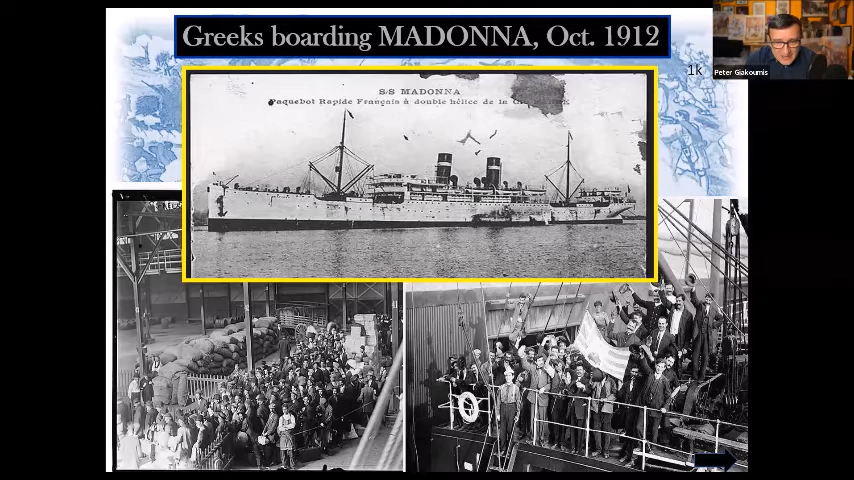 Greeks boarding MADONNA, Oct. 1912
1k
Peter Giakoumis
S/S MADONNA
Paquebot Rapide Français à double hélice de la